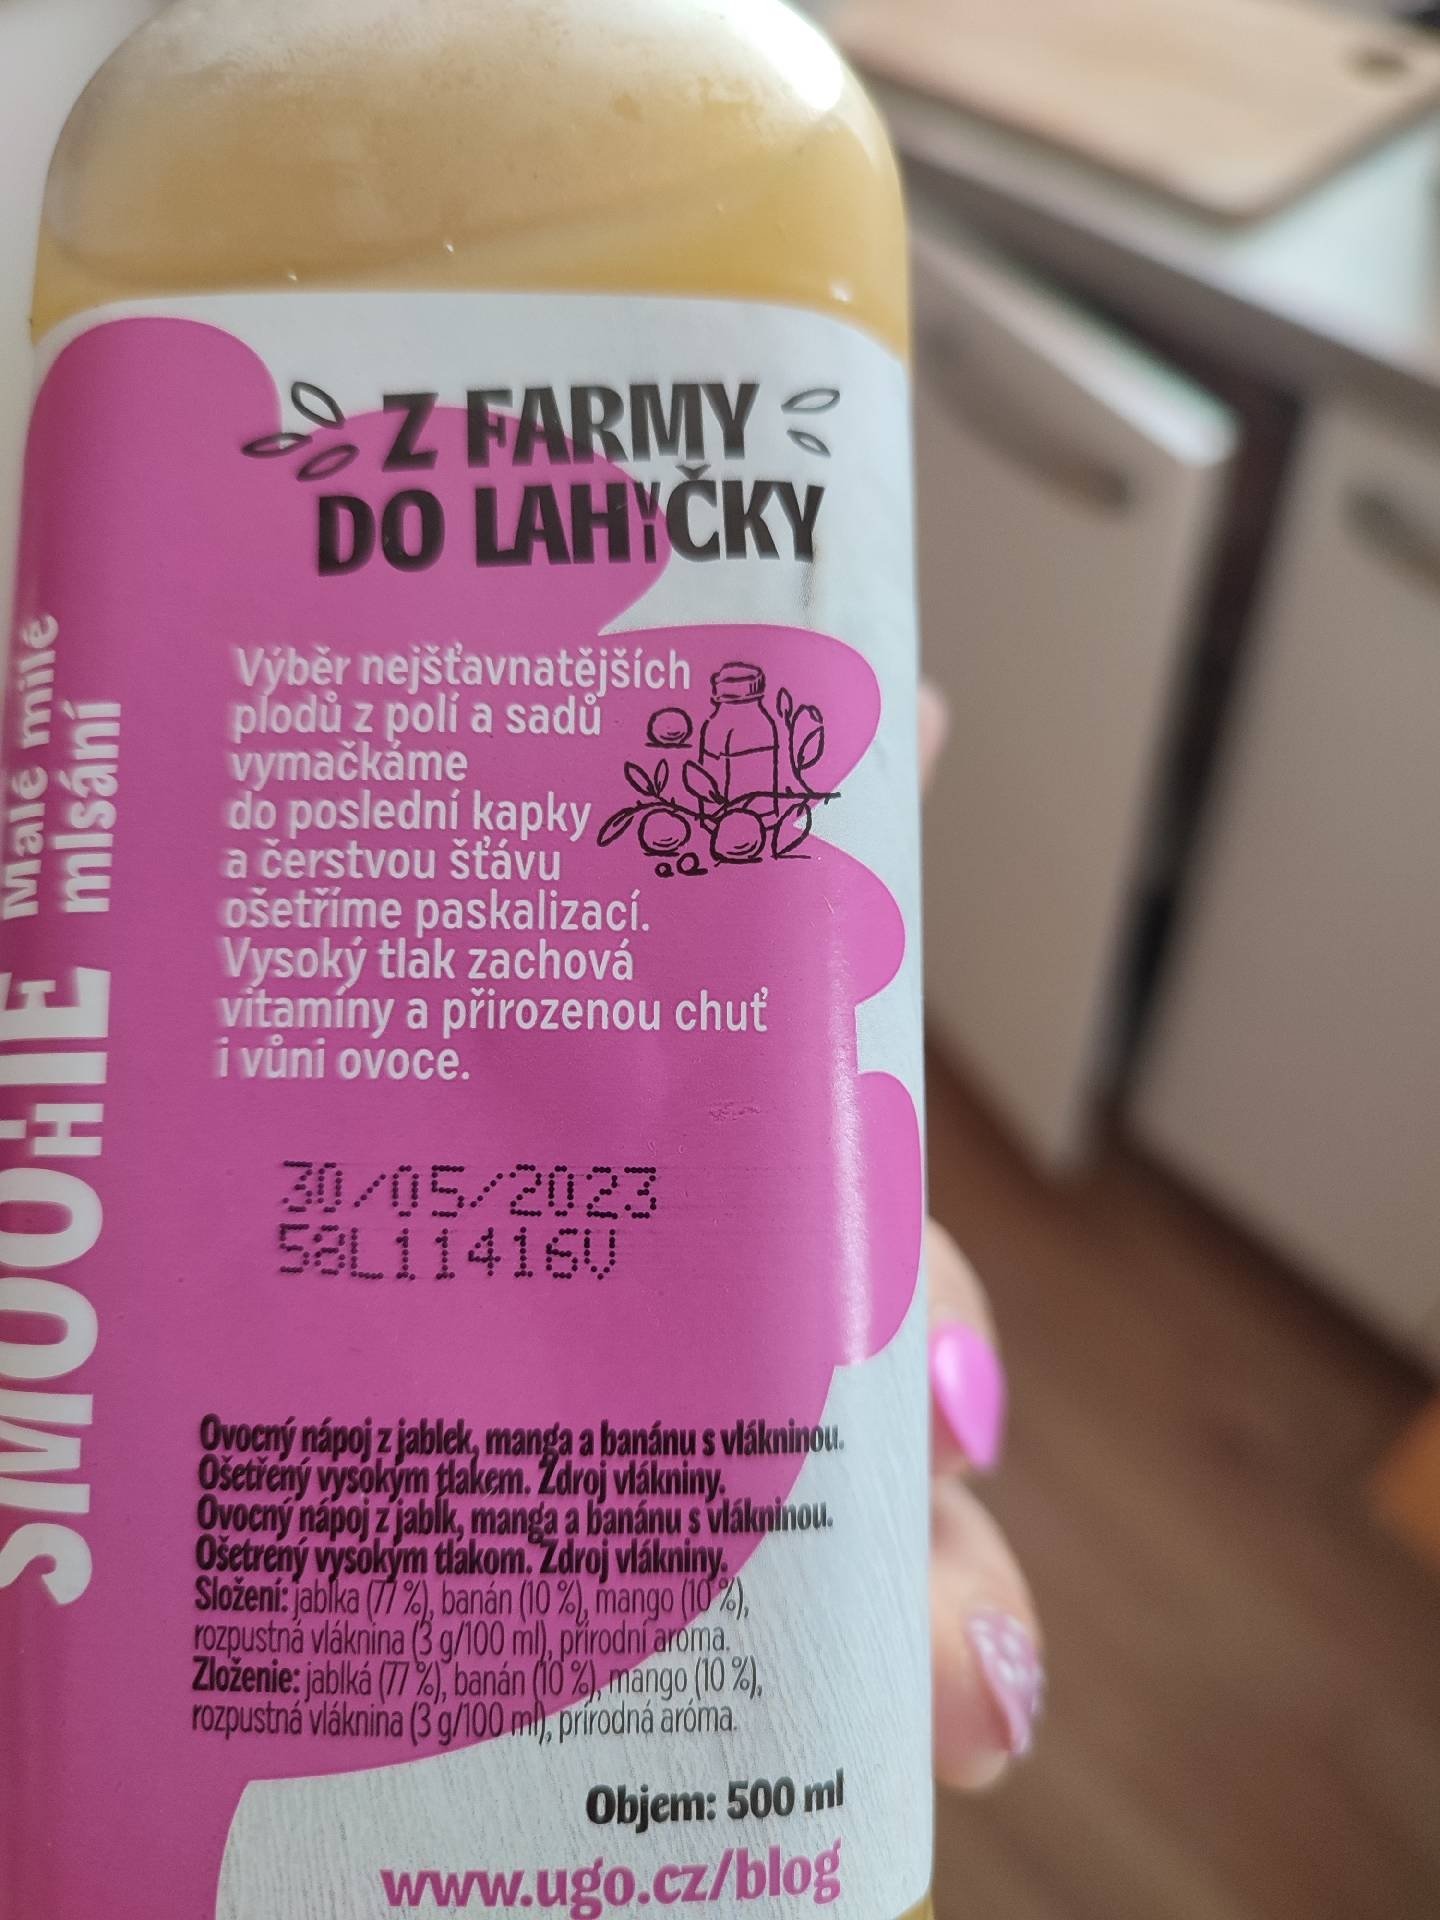 Z FARMY
DO LAHVIČKY
Výběr nejšťavnatějších
plodů z polí a sadů
vymačkáme
do poslední kapky
a čerstvou šťávu
ošetříme paskalizací.
Vysoký tlak zachová
vitamíny a přirozenou chuť
i vůni ovoce.
30/05/2023
58L11416V
Ovocný nápoj z jablek, manga a banánu s vlákninou.
Ošetřený vysokým tlakem. Zdroj vlákniny.
Ovocný nápoj z jabĺk, manga a banánu s vlákninou.
Ošetrený vysokým tlakom. Zdroj vlákniny.
Složení: jablka (77 %), banán (10 %), mango (10 %),
rozpustná vláknina (3 g/100 ml), přírodní aroma.
Zloženie: jablká (77 %), banán (10 %), mango (10 %),
rozpustná vláknina (3 g/100 ml), prírodná aróma.
Objem: 500 ml
www.ugo.cz/blog
SMOOTHIE
Malé milé
mlsání